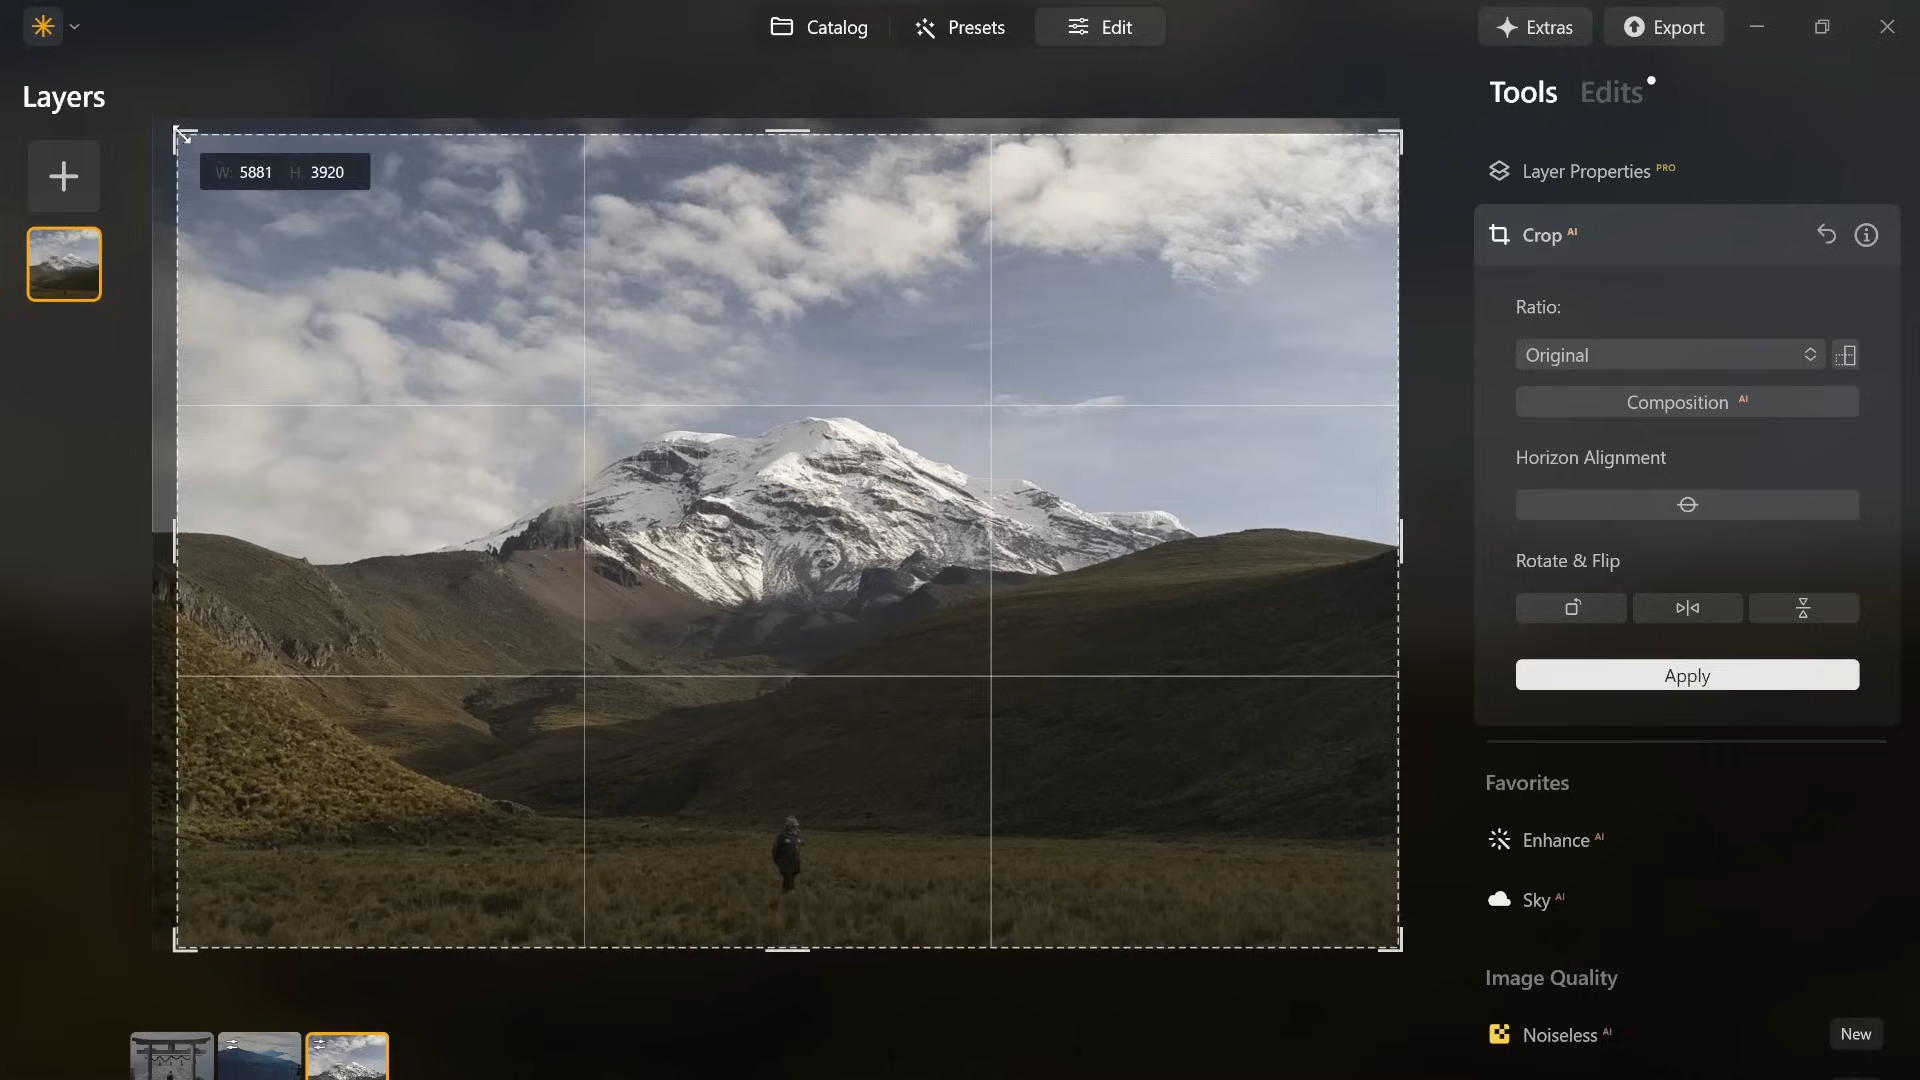 Catalog
Presets
Edit
Extras
Export
Layers
Tools
Edits
W: 5881 H: 3920
Layer Properties PRO
Crop AI
Ratio:
Original
Composition AI
Horizon Alignment
Rotate & Flip
Apply
Favorites
Enhance AI
Sky AI
Image Quality
Noiseless AI
New